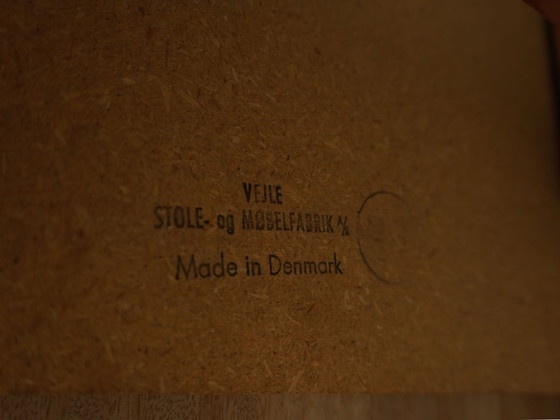 VEJLE
STOLE- og MØBELFABRIK A/S
Made in Denmark